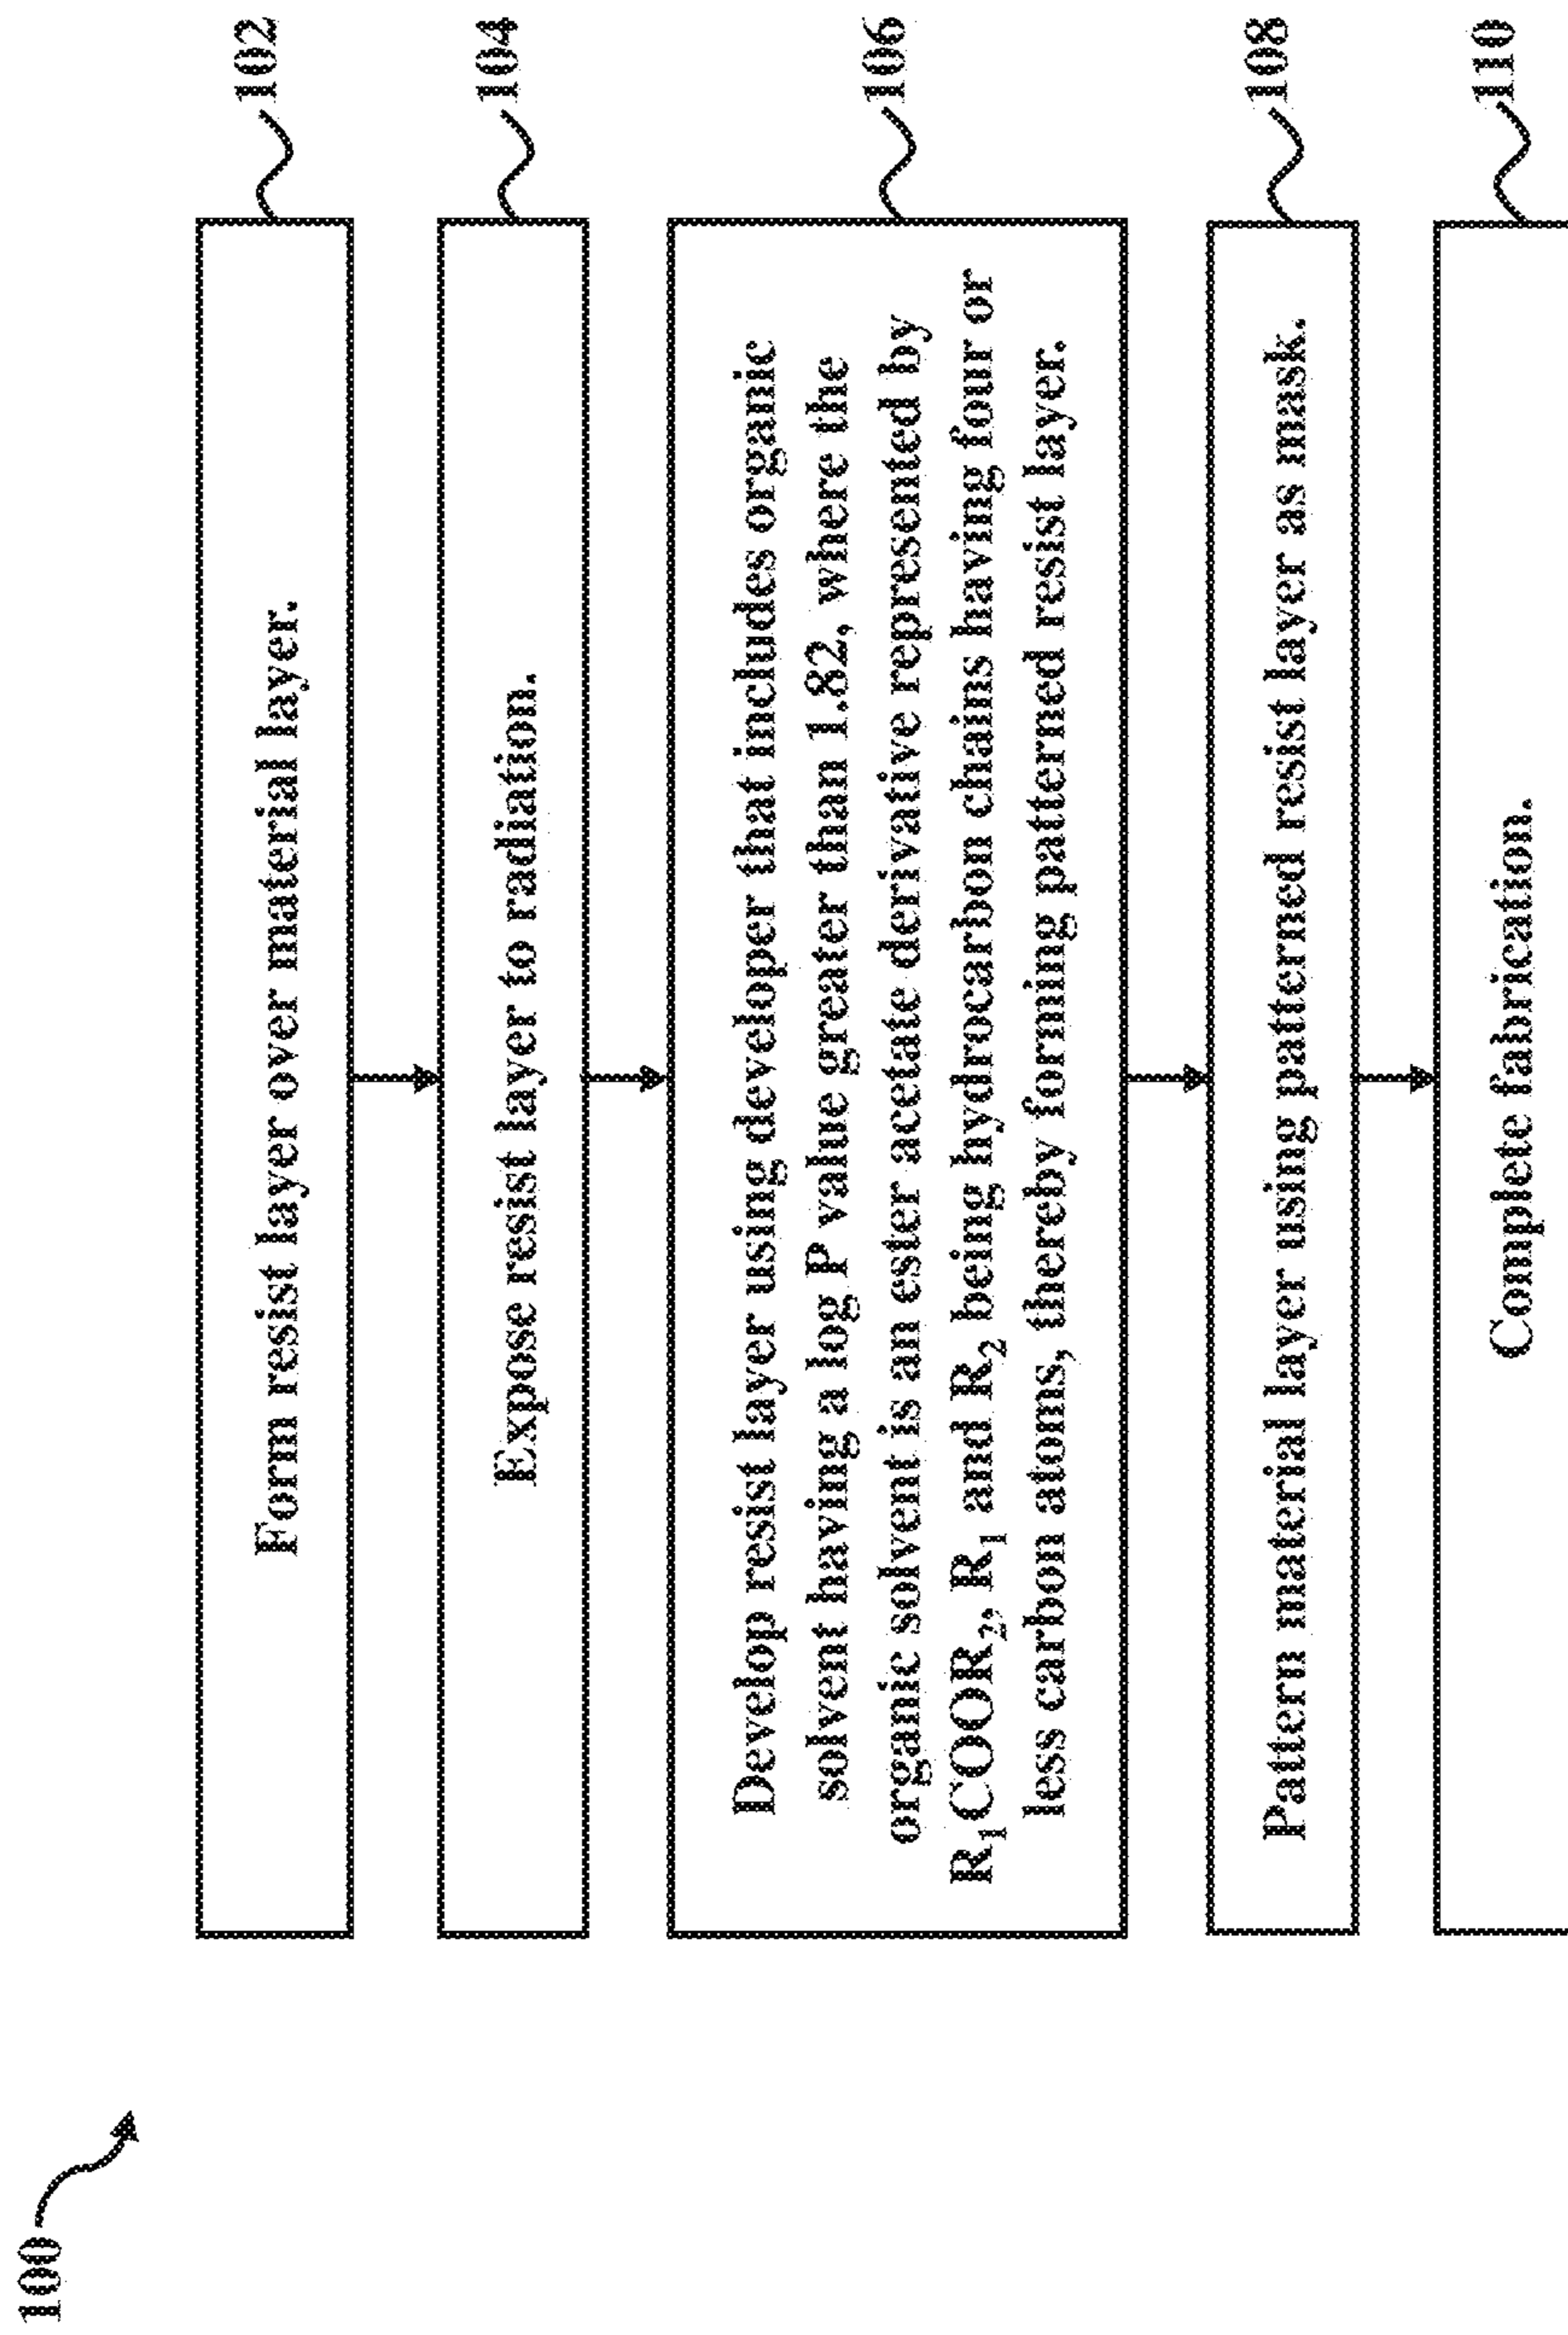 100
Form resist layer over material layer.
102
Expose resist layer to radiation.
104
Develop resist layer using developer that includes organic
solvent having a log P value greater than 1.82, where the
organic solvent is an ester acetate derivative represented by
R₁COOR₂, R₁ and R₂ being hydrocarbon chains having four or
less carbon atoms, thereby forming patterned resist layer.
106
Pattern material layer using patterned resist layer as mask.
108
Complete fabrication.
110